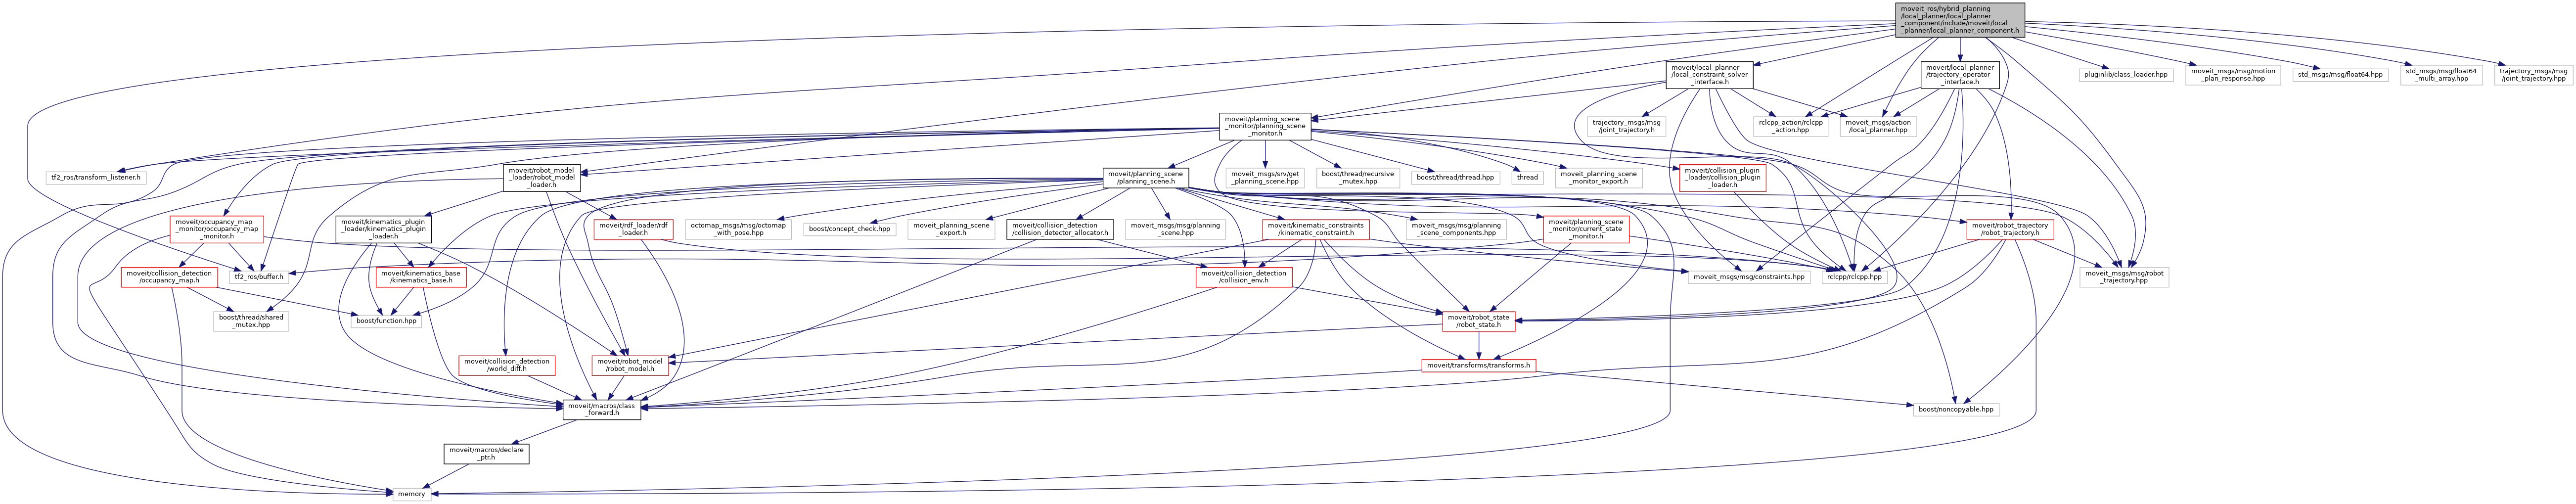 moveit_ros/hybrid_planning
/local_planner/local_planner
_component/include/moveit/local
_planner/local_planner_component.h
moveit/local_planner
/local_constraint_solver
_interface.h
moveit/local_planner
/trajectory_operator
_interface.h
pluginlib/class_loader.hpp
moveit_msgs/msg/motion
_plan_response.hpp
std_msgs/msg/float64.hpp
std_msgs/msg/float64
_multi_array.hpp
trajectory_msgs/msg
/joint_trajectory.hpp
moveit/planning_scene
_monitor/planning_scene
_monitor.h
trajectory_msgs/msg
/joint_trajectory.h
rclcpp_action/rclcpp
_action.hpp
moveit_msgs/action
/local_planner.hpp
tf2_ros/transform_listener.h
moveit/robot_model
_loader/robot_model
_loader.h
moveit/planning_scene
/planning_scene.h
moveit_msgs/srv/get
_planning_scene.hpp
boost/thread/recursive
_mutex.hpp
boost/thread/thread.hpp
thread
moveit_planning_scene
_monitor_export.h
moveit/collision_plugin
_loader/collision_plugin
_loader.h
moveit/occupancy_map
_monitor/occupancy_map
_monitor.h
moveit/kinematics_plugin
_loader/kinematics_plugin
_loader.h
moveit/rdf_loader/rdf
_loader.h
octomap_msgs/msg/octomap
_with_pose.hpp
boost/concept_check.hpp
moveit_planning_scene
_export.h
moveit/collision_detection
/collision_detector_allocator.h
moveit_msgs/msg/planning
_scene.hpp
moveit/kinematic_constraints
/kinematic_constraint.h
moveit_msgs/msg/planning
_scene_components.hpp
moveit/planning_scene
_monitor/current_state
_monitor.h
moveit/robot_trajectory
/robot_trajectory.h
moveit/collision_detection
/occupancy_map.h
tf2_ros/buffer.h
moveit/kinematics_base
/kinematics_base.h
moveit/collision_detection
/collision_env.h
moveit_msgs/msg/constraints.hpp
rclcpp/rclcpp.hpp
moveit_msgs/msg/robot
_trajectory.hpp
boost/thread/shared
_mutex.hpp
boost/function.hpp
moveit/robot_state
/robot_state.h
moveit/collision_detection
/world_diff.h
moveit/robot_model
/robot_model.h
moveit/transforms/transforms.h
moveit/macros/class
_forward.h
boost/noncopyable.hpp
moveit/macros/declare
_ptr.h
memory